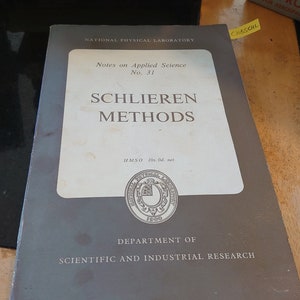 NATIONAL PHYSICAL LABORATORY
Notes on Applied Science
No. 31
SCHLIEREN
METHODS
DEPARTMENT OF
SCIENTIFIC AND INDUSTRIAL RESEARCH